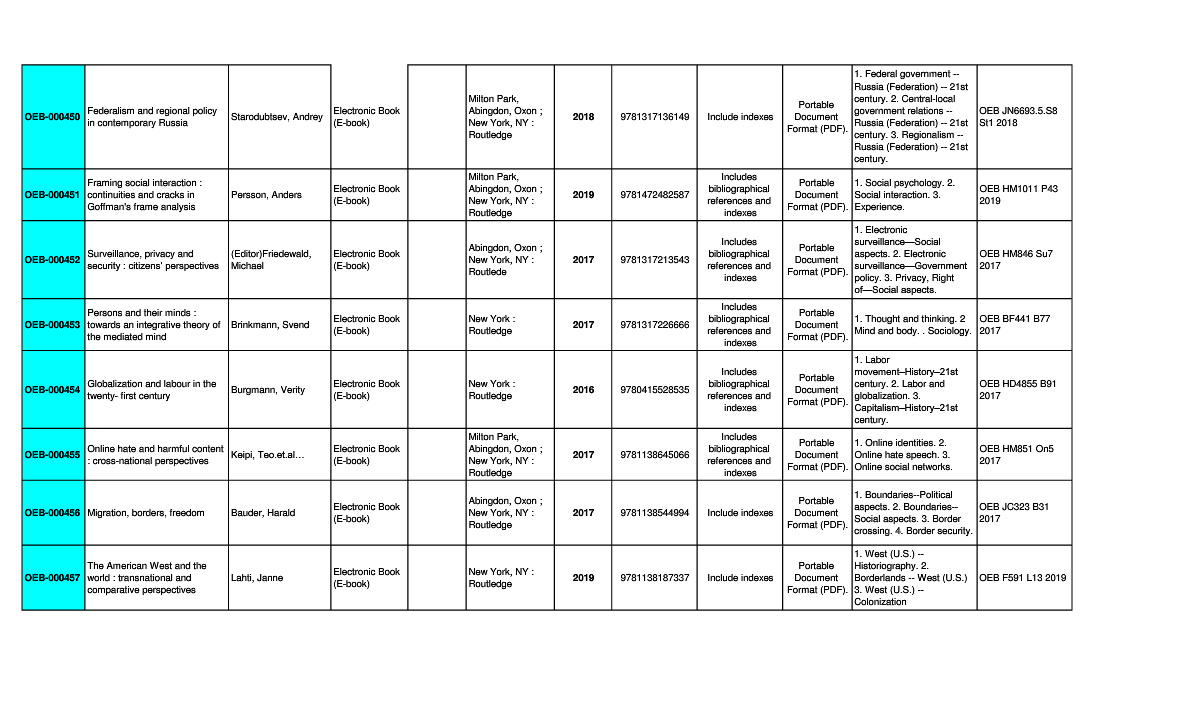 OEB-000450
Federalism and regional policy
in contemporary Russia
Starodubtsev, Andrey
Electronic Book
(E-book)
Milton Park,
Abingdon, Oxon ;
New York, NY :
Routledge
2018
9781317136149
Include indexes
Portable
Document
Format (PDF).
1. Federal government --
Russia (Federation) -- 21st
century. 2. Central-local
government relations --
Russia (Federation) -- 21st
century. 3. Regionalism --
Russia (Federation) -- 21st
century.
OEB JN6693.5.S8
St1 2018
OEB-000451
Framing social interaction :
continuities and cracks in
Goffman's frame analysis
Persson, Anders
Electronic Book
(E-book)
Milton Park,
Abingdon, Oxon ;
New York, NY :
Routledge
2019
9781472482587
Includes
bibliographical
references and
indexes
Portable
Document
Format (PDF).
1. Social psychology. 2.
Social interaction. 3.
Experience.
OEB HM1011 P43
2019
OEB-000452
Surveillance, privacy and
security : citizens' perspectives
(Editor)Friedewald,
Michael
Electronic Book
(E-book)
Abingdon, Oxon ;
New York, NY :
Routlede
2017
9781317213543
Includes
bibliographical
references and
indexes
Portable
Document
Format (PDF).
1. Electronic
surveillance—Social
aspects. 2. Electronic
surveillance—Government
policy. 3. Privacy, Right
of—Social aspects.
OEB HM846 Su7
2017
OEB-000453
Persons and their minds :
towards an integrative theory of
the mediated mind
Brinkmann, Svend
Electronic Book
(E-book)
New York :
Routledge
2017
9781317226666
Includes
bibliographical
references and
indexes
Portable
Document
Format (PDF).
1. Thought and thinking. 2
Mind and body. . Sociology.
OEB BF441 B77
2017
OEB-000454
Globalization and labour in the
twenty- first century
Burgmann, Verity
Electronic Book
(E-book)
New York :
Routledge
2016
9780415528535
Includes
bibliographical
references and
indexes
Portable
Document
Format (PDF).
1. Labor
movement–History–21st
century. 2. Labor and
globalization. 3.
Capitalism–History–21st
century.
OEB HD4855 B91
2017
OEB-000455
Online hate and harmful content
: cross-national perspectives
Keipi, Teo.et.al…
Electronic Book
(E-book)
Milton Park,
Abingdon, Oxon ;
New York, NY :
Routledge
2017
9781138645066
Includes
bibliographical
references and
indexes
Portable
Document
Format (PDF).
1. Online identities. 2.
Online hate speech. 3.
Online social networks.
OEB HM851 On5
2017
OEB-000456
Migration, borders, freedom
Bauder, Harald
Electronic Book
(E-book)
Abingdon, Oxon ;
New York, NY :
Routledge
2017
9781138544994
Include indexes
Portable
Document
Format (PDF).
1. Boundaries--Political
aspects. 2. Boundaries--
Social aspects. 3. Border
crossing. 4. Border security.
OEB JC323 B31
2017
OEB-000457
The American West and the
world : transnational and
comparative perspectives
Lahti, Janne
Electronic Book
(E-book)
New York, NY :
Routledge
2019
9781138187337
Include indexes
Portable
Document
Format (PDF).
1. West (U.S.) --
Historiography. 2.
Borderlands -- West (U.S.)
3. West (U.S.) --
Colonization
OEB F591 L13 2019